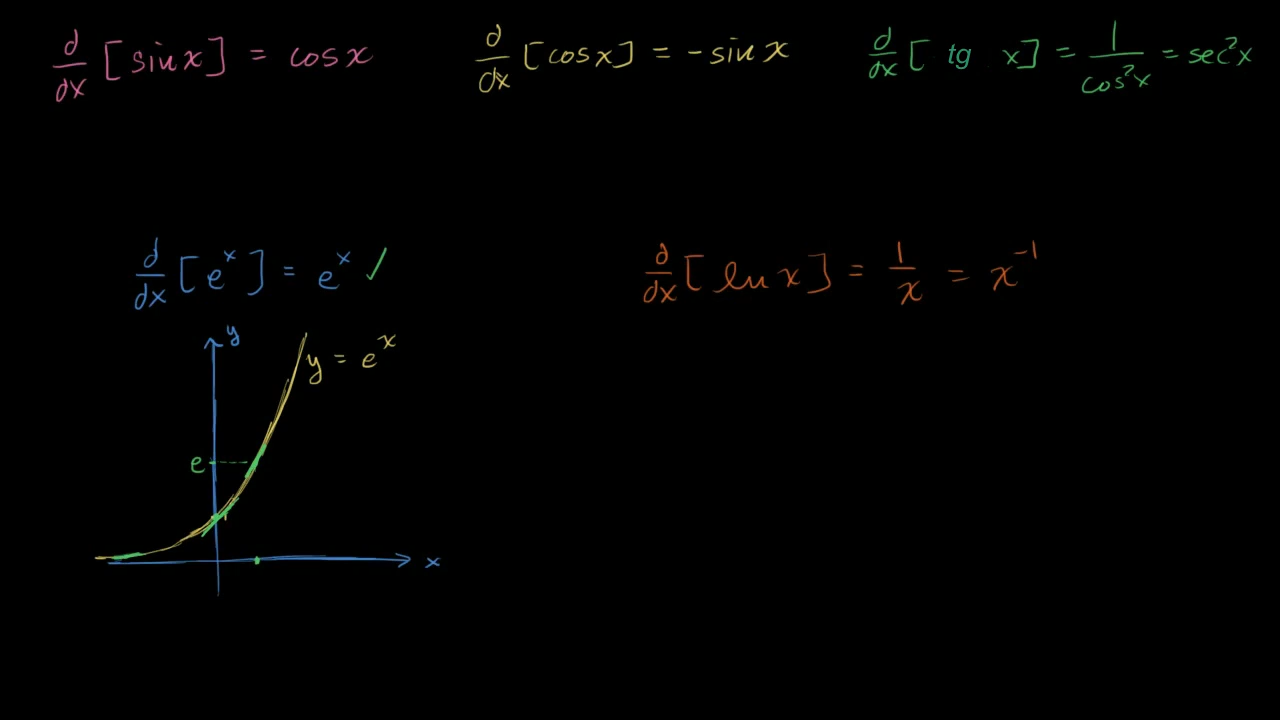 d/dx [sin x] = cos x
d/dx [cos x] = -sin x
d/dx [ tg x] = 1/cos²x = sec²x
d/dx [eˣ] = eˣ ✓
d/dx [ln x] = 1/x = x⁻¹
y
y = eˣ
e
1
x